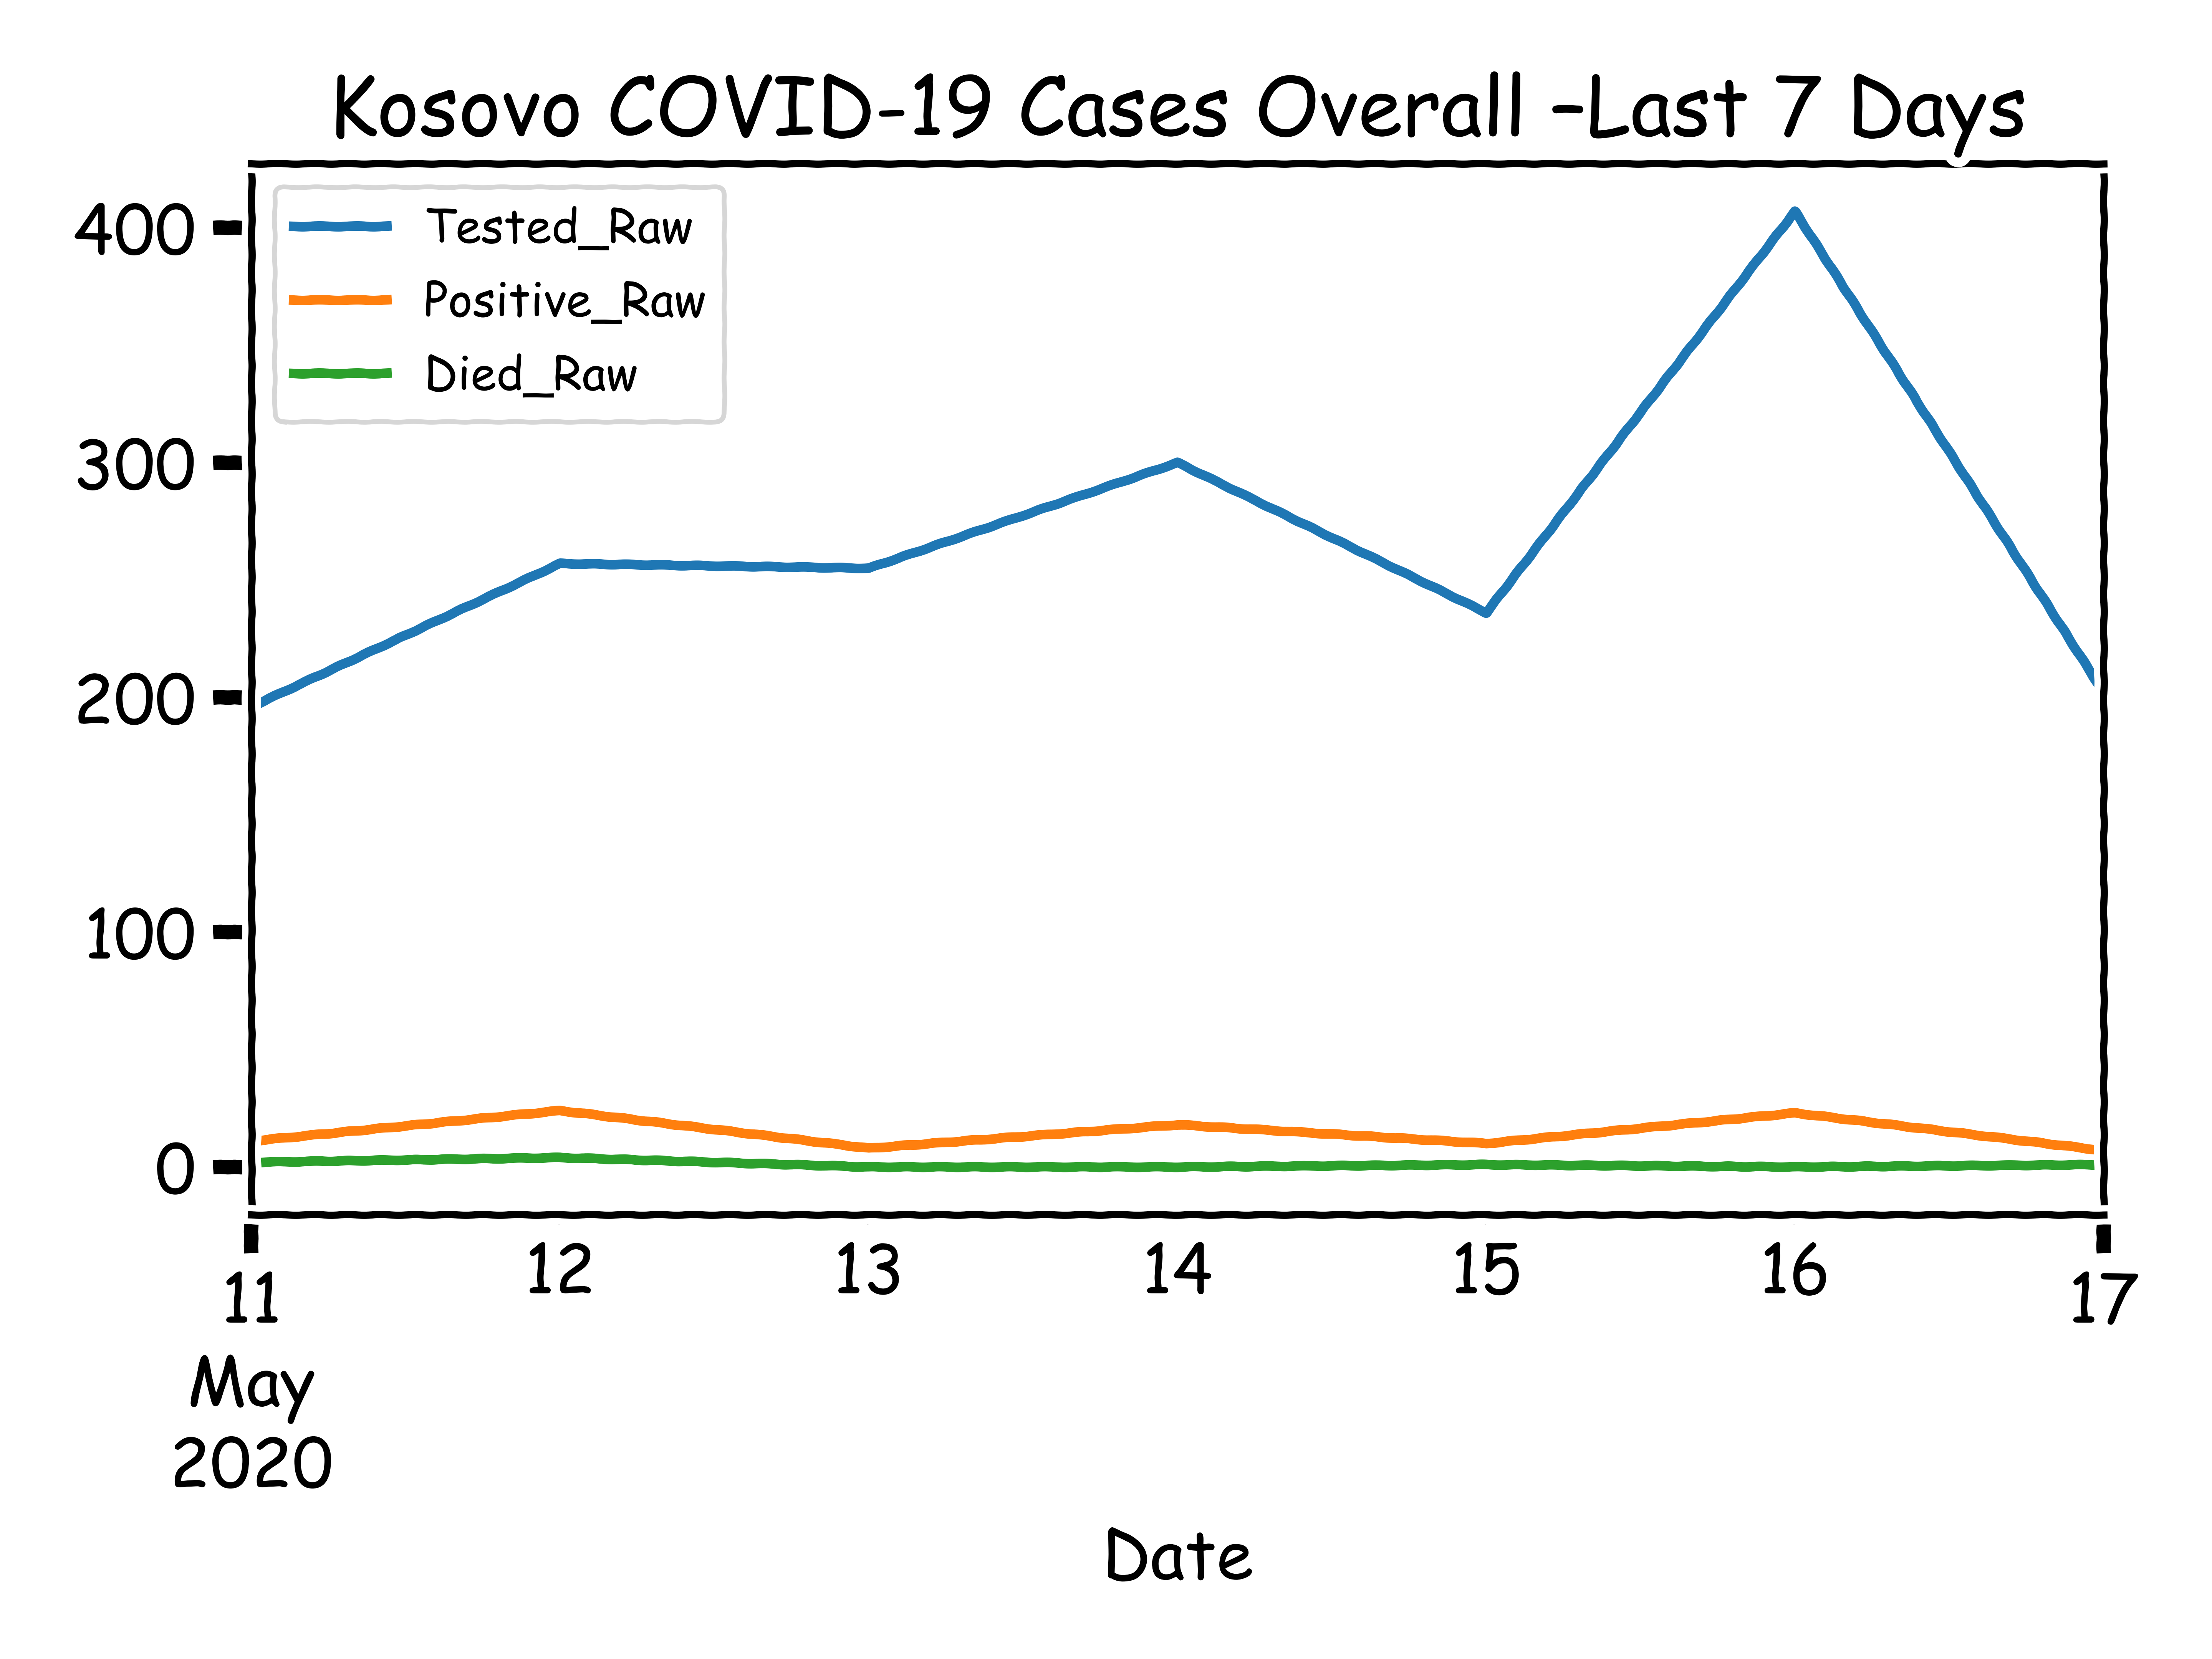 Kosovo COVID-19 Cases Overall -Last 7 Days
400
300
200
100
0
Tested_Raw
Positive_Raw
Died_Raw
11 12 13 14 15 16 17
May
2020
Date